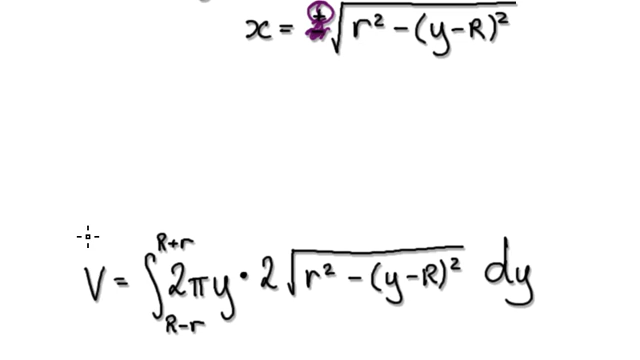 x = ±√(r² − (y−R)²)
V = ∫_{R−r}^{R+r} 2πy · 2√(r² − (y−R)²) dy